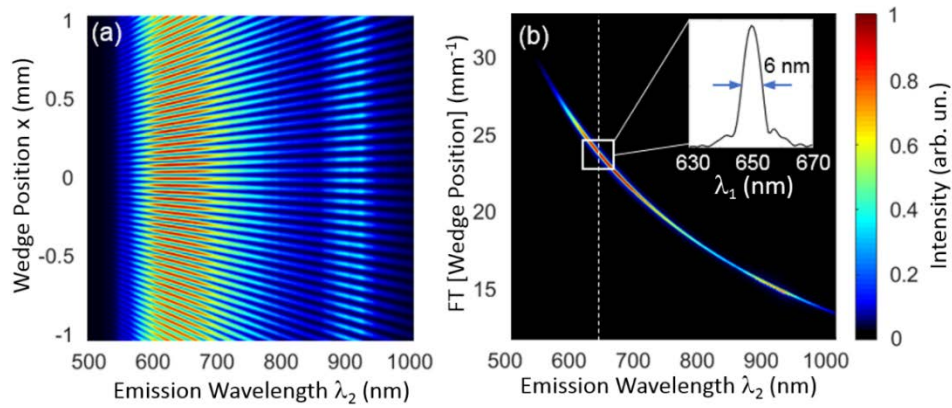 (a)
Wedge Position x (mm)
1
0.5
0
-0.5
-1
500 600 700 800 900 1000
Emission Wavelength λ₂ (nm)
(b)
FT [Wedge Position] (mm⁻¹)
30
25
20
15
600 700 800 900 1000
Emission Wavelength λ₂ (nm)
6 nm
630 650 670
λ₁ (nm)
1
0.8
0.6
0.4
0.2
0
Intensity (arb. un.)